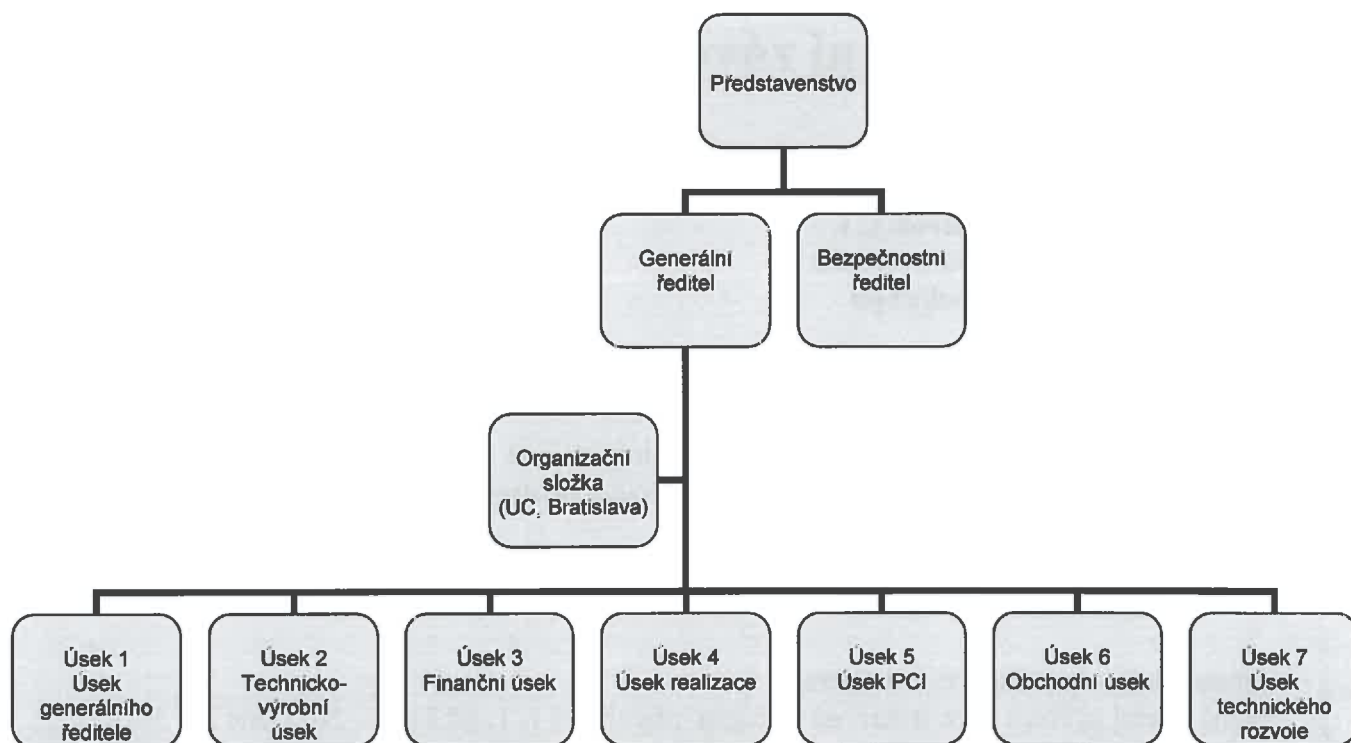 Představenstvo
Generální
ředitel
Bezpečnostní
ředitel
Organizační
složka
(UC, Bratislava)
Úsek 1
Úsek
generálního
ředitele
Úsek 2
Technicko-
výrobní
úsek
Úsek 3
Finanční úsek
Úsek 4
Úsek realizace
Úsek 5
Úsek PCI
Úsek 6
Obchodní úsek
Úsek 7
Úsek
technického
rozvoje